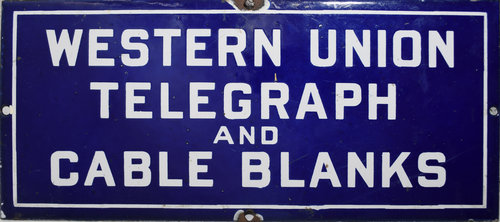 WESTERN UNION
TELEGRAPH
AND
CABLE BLANKS